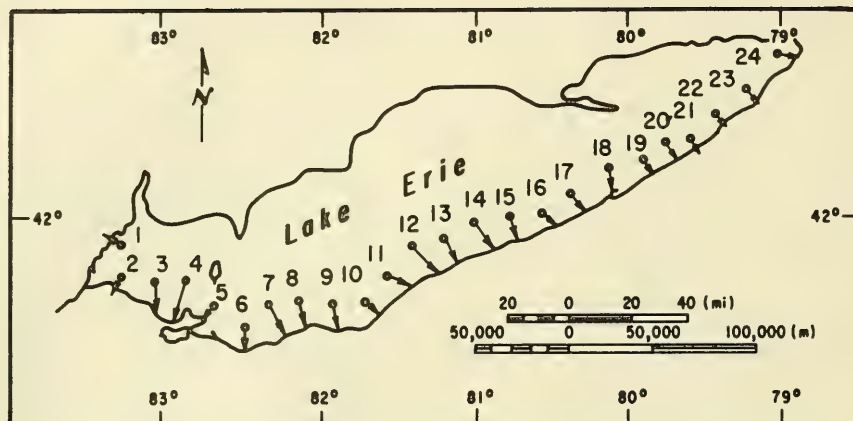 83° 82° 81° 80° 79°
N
Lake Erie
42° 42°
1 2 3 4 5 6 7 8 9 10 11 12 13 14 15 16 17 18 19 20 21 22 23 24
20 0 20 40 (mi)
50,000 0 50,000 100,000 (m)
83° 82° 81° 80° 79°